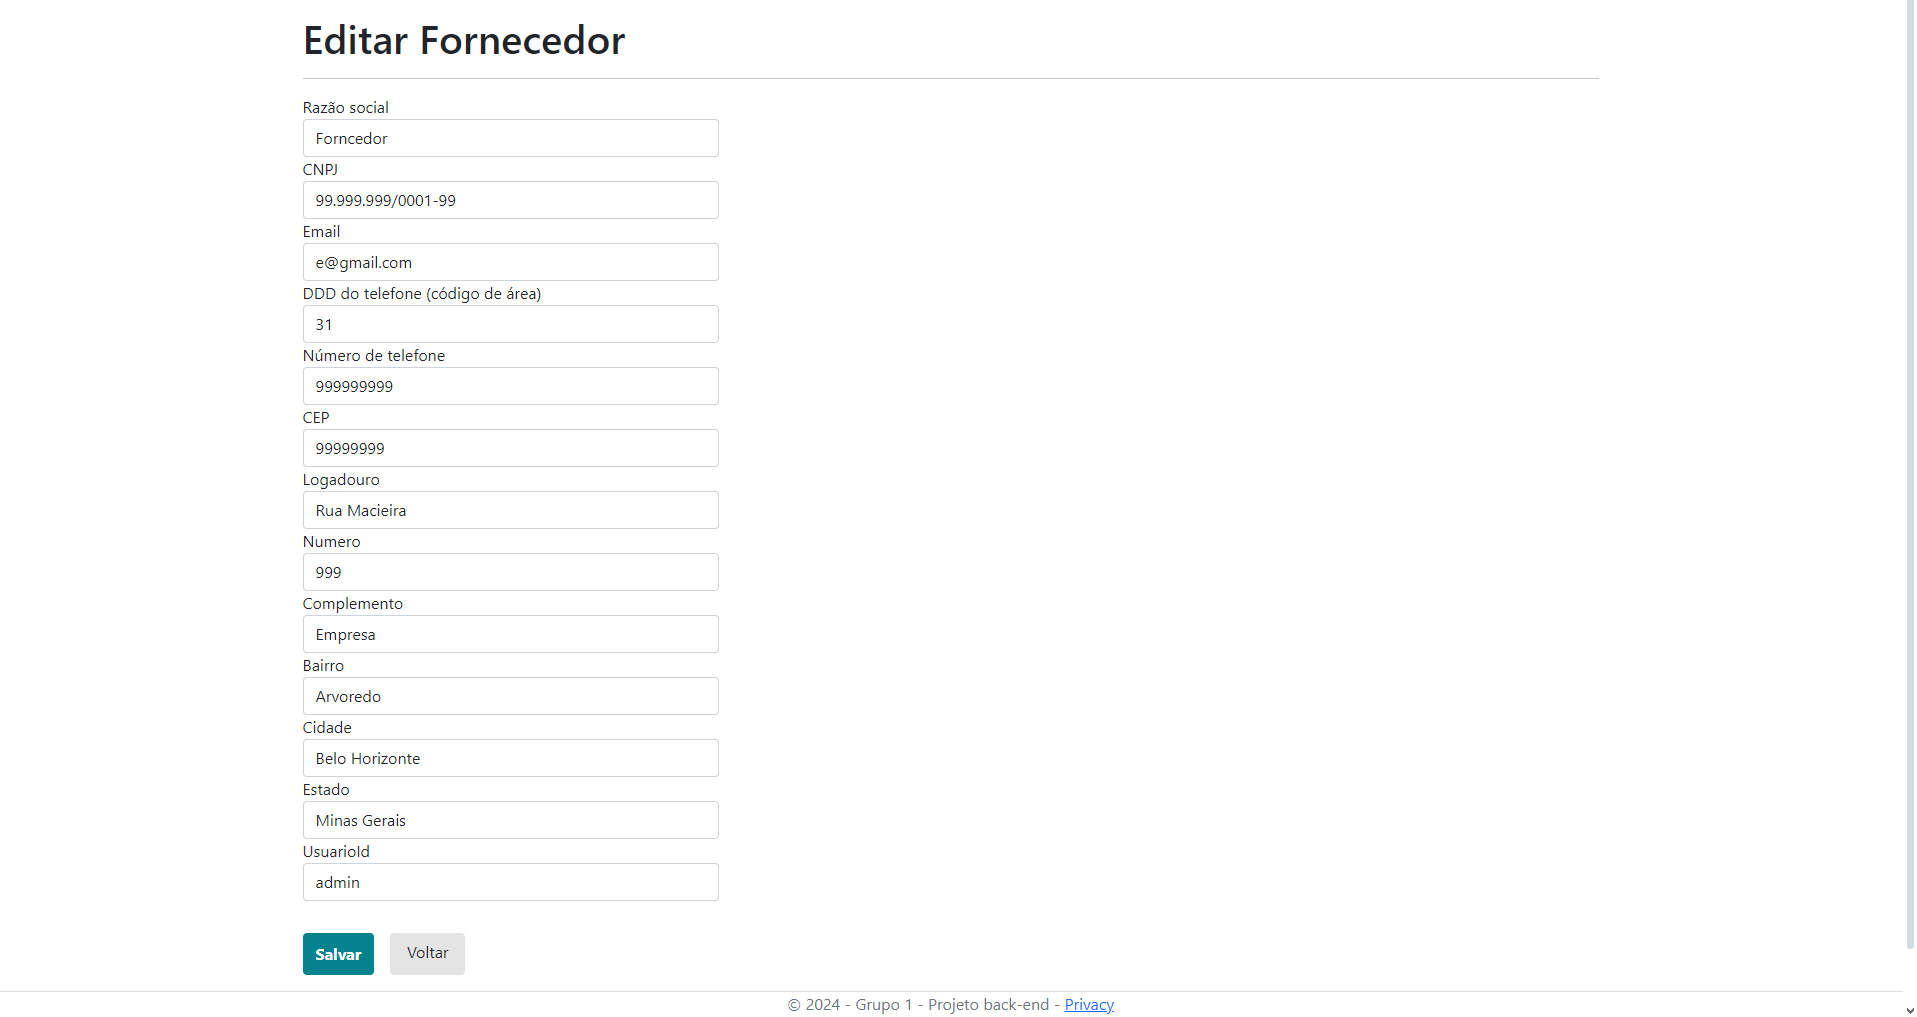 Editar Fornecedor
Razão social
Forncedor
CNPJ
99.999.999/0001-99
Email
e@gmail.com
DDD do telefone (código de área)
31
Número de telefone
999999999
CEP
99999999
Logadouro
Rua Macieira
Numero
999
Complemento
Empresa
Bairro
Arvoredo
Cidade
Belo Horizonte
Estado
Minas Gerais
UsuarioId
admin
Salvar Voltar
© 2024 - Grupo 1 - Projeto back-end - Privacy